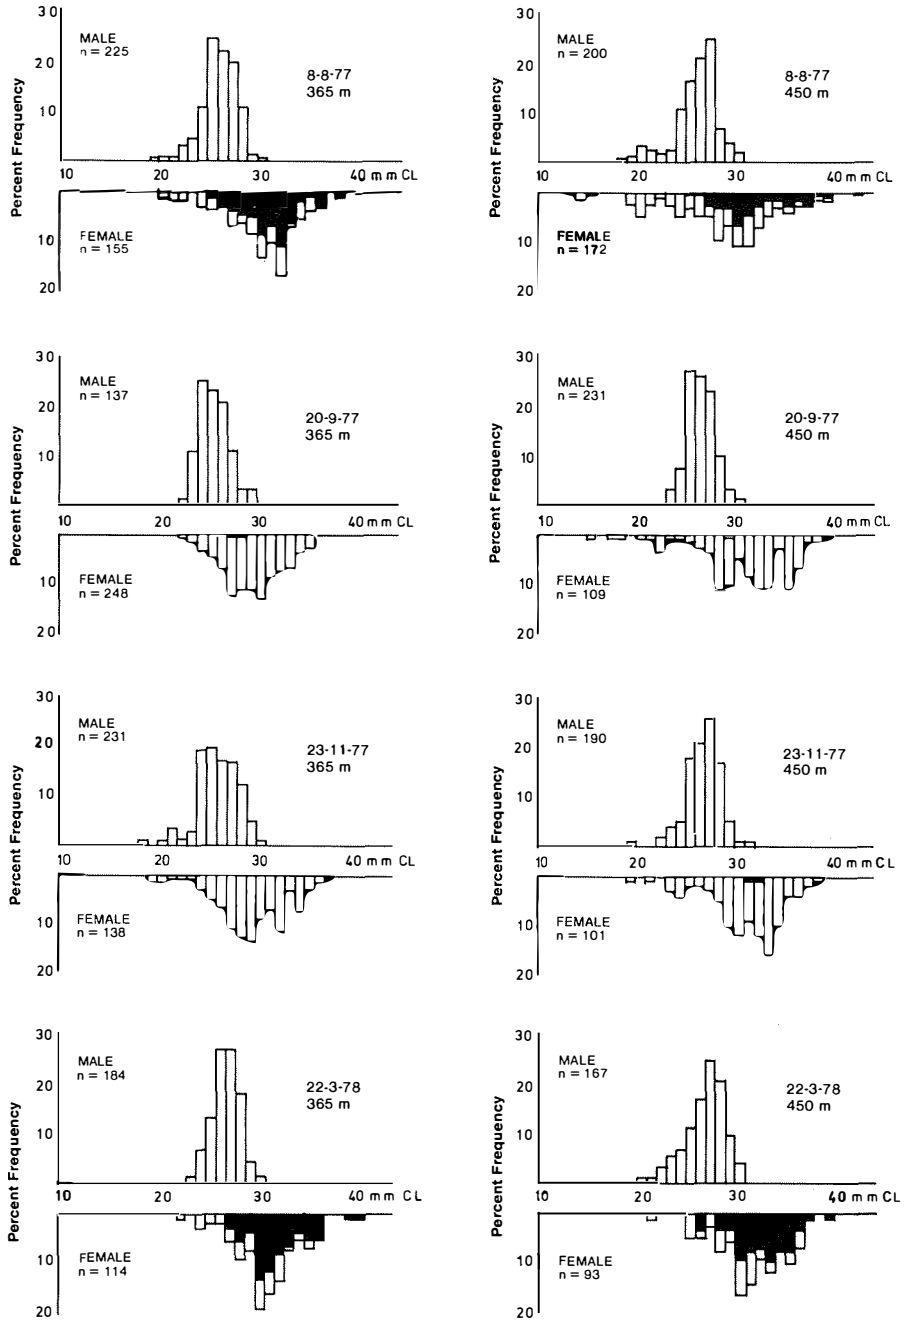 30
20
10
Percent Frequency
MALE
n = 225
8-8-77
365 m
10
20
30
40 mm CL
10
20
FEMALE
n = 155
30
20
10
Percent Frequency
MALE
n = 200
8-8-77
450 m
10
20
30
40 mm CL
10
20
FEMALE
n = 172
30
20
10
Percent Frequency
MALE
n = 137
20-9-77
365 m
10
20
30
40 mm CL
10
20
FEMALE
n = 248
30
20
10
Percent Frequency
MALE
n = 231
20-9-77
450 m
10
20
30
40 mm CL
10
20
FEMALE
n = 109
30
20
10
Percent Frequency
MALE
n = 231
23-11-77
365 m
10
20
30
40 mm CL
10
20
FEMALE
n = 138
30
20
10
Percent Frequency
MALE
n = 190
23-11-77
450 m
10
20
30
40 mm CL
10
20
FEMALE
n = 101
30
20
10
Percent Frequency
MALE
n = 184
22-3-78
365 m
10
20
30
40 mm CL
10
20
FEMALE
n = 114
30
20
10
Percent Frequency
MALE
n = 167
22-3-78
450 m
10
20
30
40 mm CL
10
20
FEMALE
n = 93